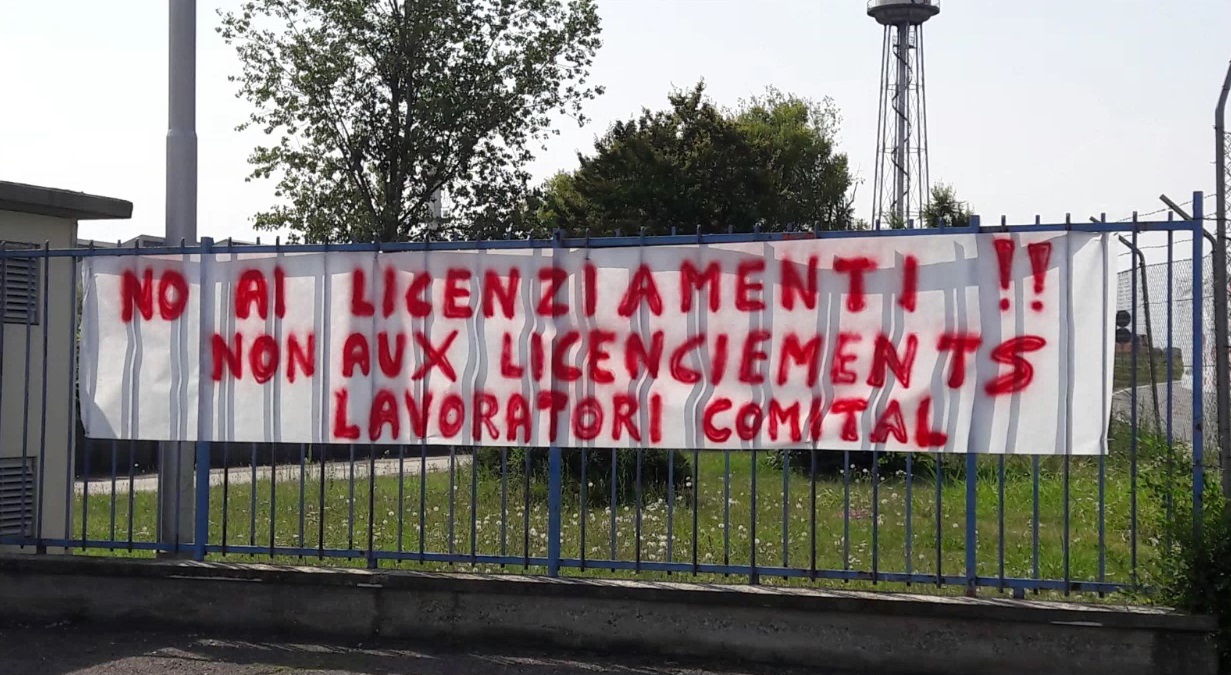 NO AI LICENZIAMENTI !!
NON AUX LICENCIEMENTS
LAVORATORI COMITAL